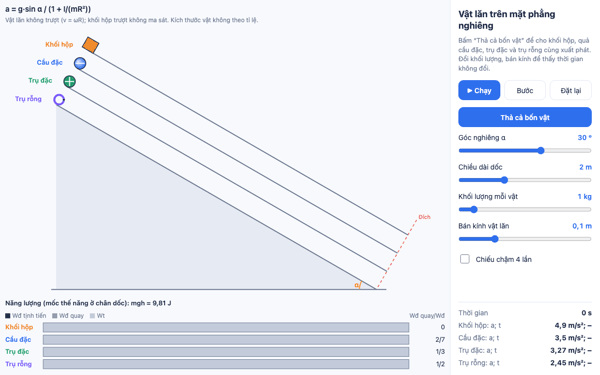 a = g·sin α / (1 + I/(mR²))
Vật lăn không trượt (v = ωR); khối hộp trượt không ma sát. Kích thước vật không theo tỉ lệ.
Khối hộp
Cầu đặc
Trụ đặc
Trụ rỗng
Đích
α
Năng lượng (mốc thế năng ở chân dốc): mgh = 9,81 J
Wđ tịnh tiến
Wđ quay
Wt
Wđ quay/Wđ
Khối hộp 0
Cầu đặc 2/7
Trụ đặc 1/3
Trụ rỗng 1/2
Vật lăn trên mặt phẳng
nghiêng
Bấm "Thả cả bốn vật" để cho khối hộp, quả
cầu đặc, trụ đặc và trụ rỗng cùng xuất phát.
Đổi khối lượng, bán kính để thấy thời gian
không đổi.
▶ Chạy
Bước
Đặt lại
Thả cả bốn vật
Góc nghiêng α 30 °
Chiều dài dốc 2 m
Khối lượng mỗi vật 1 kg
Bán kính vật lăn 0,1 m
Chiếu chậm 4 lần
Thời gian 0 s
Khối hộp: a; t 4,9 m/s²; –
Cầu đặc: a; t 3,5 m/s²; –
Trụ đặc: a; t 3,27 m/s²; –
Trụ rỗng: a; t 2,45 m/s²; –